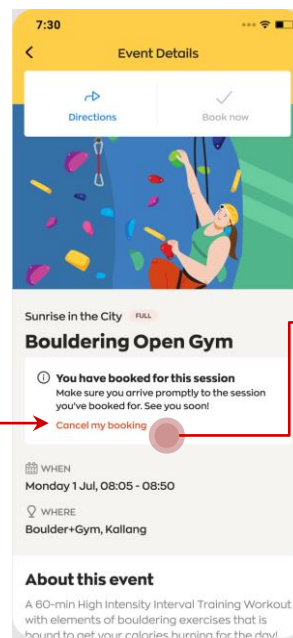 7:30
Event Details
Directions
Book now
Sunrise in the City FULL
Bouldering Open Gym
You have booked for this session
Make sure you arrive promptly to the session
you've booked for. See you soon!
Cancel my booking
WHEN
Monday 1 Jul, 08:05 - 08:50
WHERE
Boulder+Gym, Kallang
About this event
A 60-min High Intensity Interval Training Workout
with elements of bouldering exercises that is
bound to get your calories burning for the day!